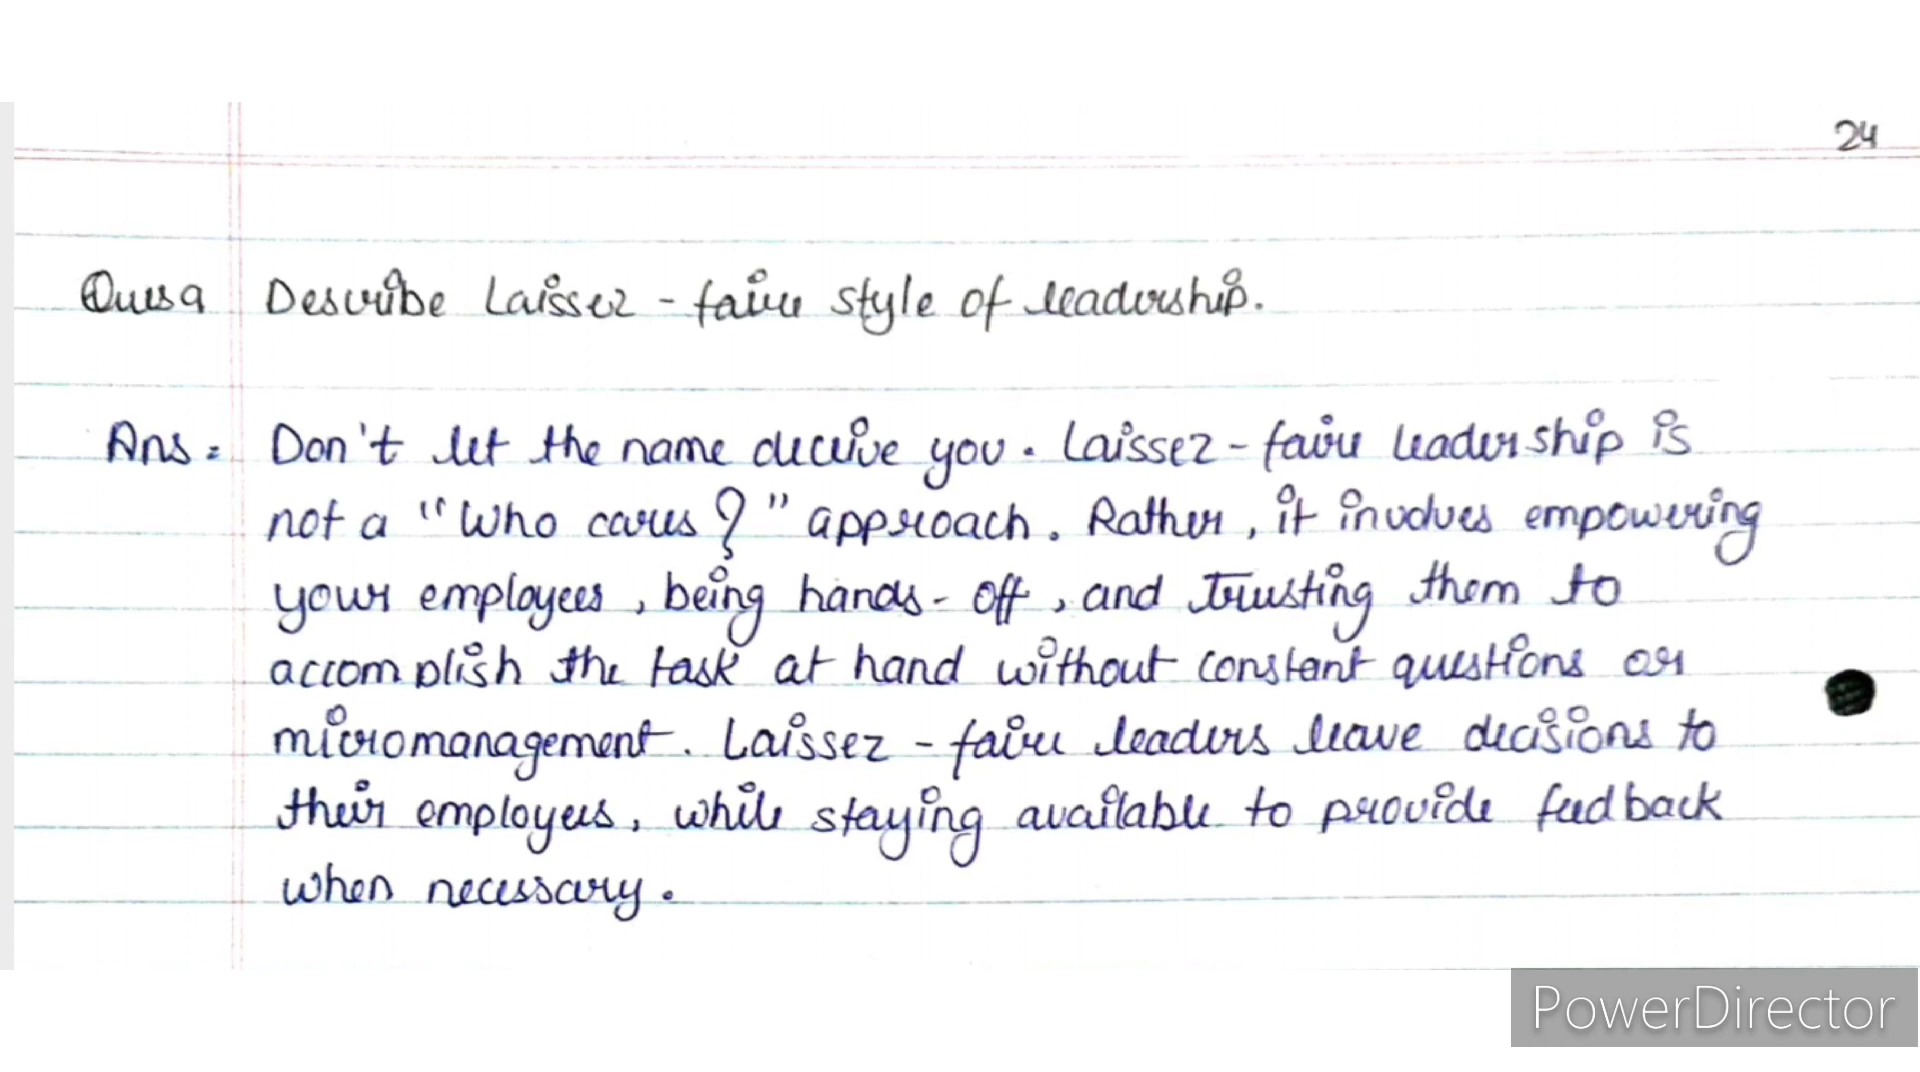 24
Ques 9 Describe Laissez-faire style of leadership.
Ans = Don't let the name deceive you. Laissez-faire leadership is
not a "Who cares?" approach. Rather, it involves empowering
your employees, being hands-off, and trusting them to
accomplish the task at hand without constant questions or
micromanagement. Laissez-faire leaders leave decisions to
their employees, while staying available to provide feedback
when necessary.
PowerDirector